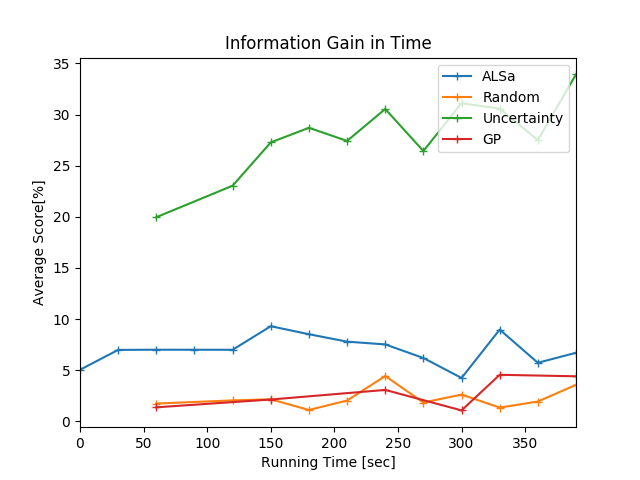 Information Gain in Time
ALSa
Random
Uncertainty
GP
Average Score[%]
35
30
25
20
15
10
5
0
0 50 100 150 200 250 300 350
Running Time [sec]